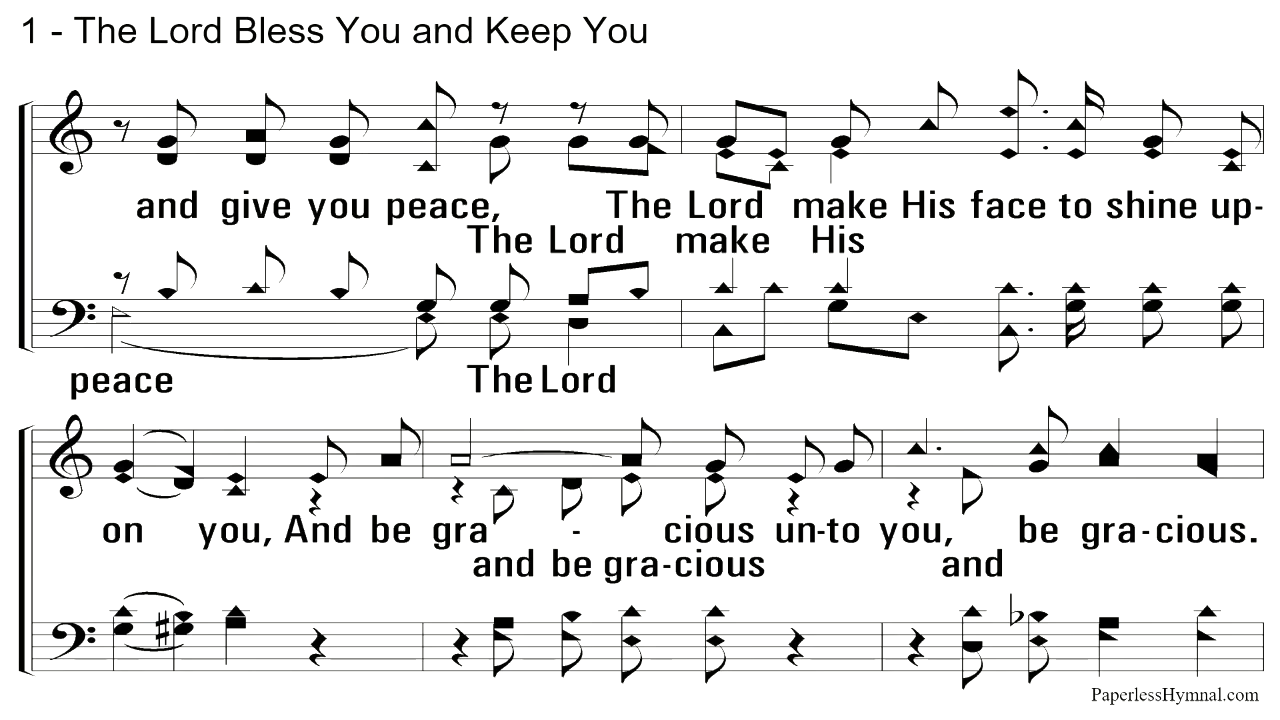 1 - The Lord Bless You and Keep You
and give you peace, The Lord make His face to shine up-
The Lord make His
peace The Lord
on you, And be gra - cious un-to you, be gra-cious.
and be gra-cious and
PaperlessHymnal.com